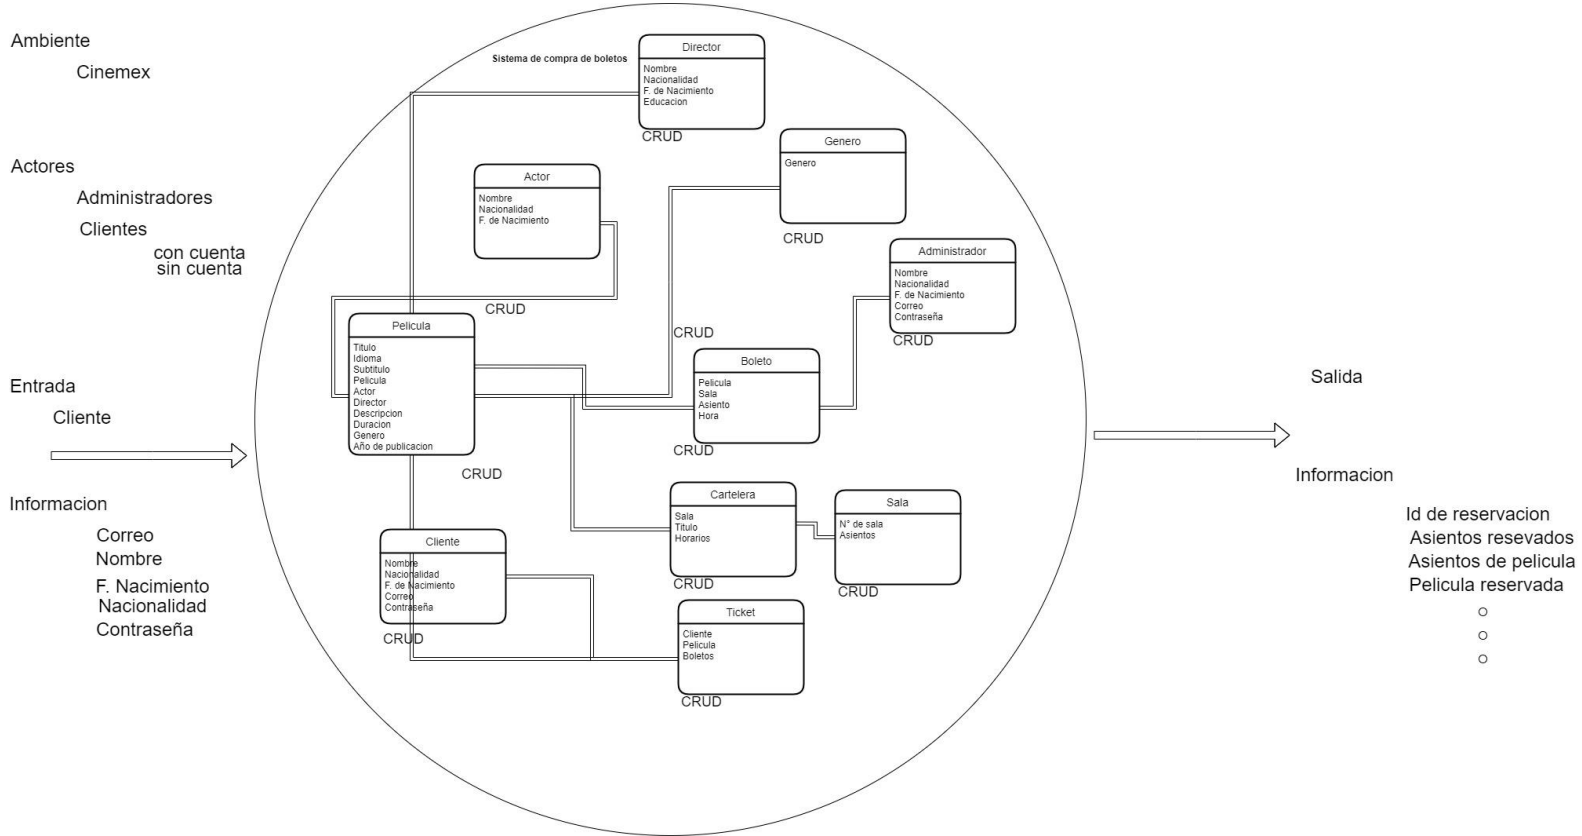 Ambiente
Cinemex
Actores
Administradores
Clientes
con cuenta
sin cuenta
Entrada
Cliente
Informacion
Correo
Nombre
F. Nacimiento
Nacionalidad
Contraseña
Sistema de compra de boletos
Director
Nombre
Nacionalidad
F. de Nacimiento
Educacion
CRUD
Genero
Genero
CRUD
Actor
Nombre
Nacionalidad
F. de Nacimiento
CRUD
Administrador
Nombre
Nacionalidad
F. de Nacimiento
Correo
Contraseña
CRUD
Pelicula
Titulo
Idioma
Subtitulo
Pelicula
Actor
Director
Descripcion
Duracion
Genero
Año de publicacion
CRUD
CRUD
Boleto
Pelicula
Sala
Asiento
Hora
CRUD
Cartelera
Sala
Titulo
Horarios
CRUD
Sala
N° de sala
Asientos
CRUD
Cliente
Nombre
Nacionalidad
F. de Nacimiento
Correo
Contraseña
CRUD
Ticket
Cliente
Pelicula
Boletos
CRUD
Salida
Informacion
Id de reservacion
Asientos resevados
Asientos de pelicula
Pelicula reservada